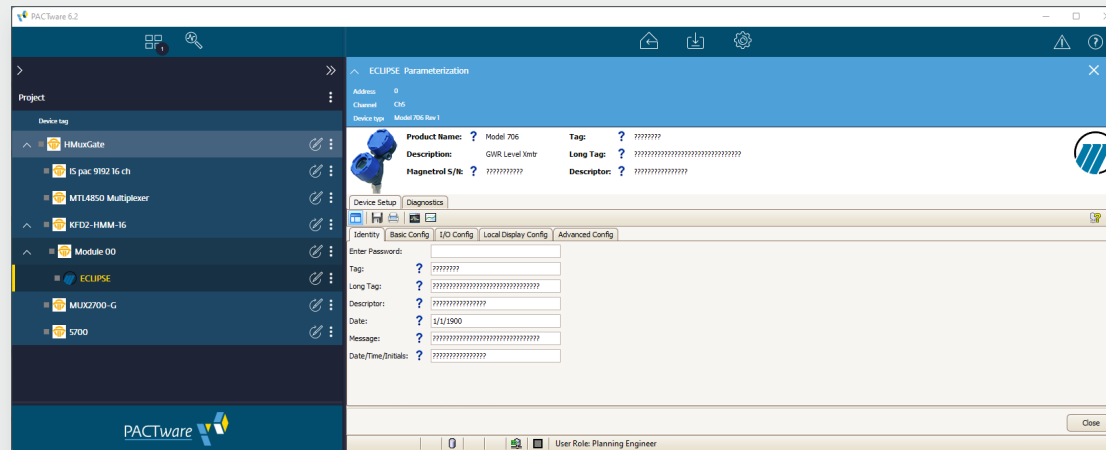 PACTware 6.2
1
Project
Device tag
HMuxGate
IS pac 9192 16 ch
MTL4850 Multiplexer
KFD2-HMM-16
Module 00
ECLIPSE
MUX2700-G
5700
PACTware
ECLIPSE Parameterization
Address 0
Channel Ch5
Device type Model 706 Rev 1
Product Name: ? Model 706 Tag: ? ????????
Description: GWR Level Xmtr Long Tag: ? ????????????????????????????????
Magnetrol S/N: ? ?????????? Descriptor: ? ????????????????
Device Setup Diagnostics
Identity Basic Config I/O Config Local Display Config Advanced Config
Enter Password:
Tag: ? ????????
Long Tag: ? ????????????????????????????????
Descriptor: ? ????????????????
Date: ? 1/1/1900
Message: ? ????????????????????????????????
Date/Time/Initials: ? ????????????????
Close
User Role: Planning Engineer